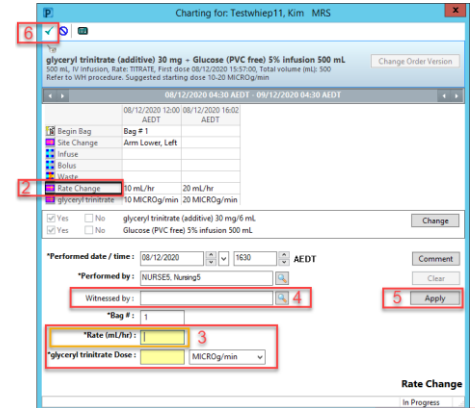 P Charting for: Testwhiep11, Kim MRS x
6
glyceryl trinitrate (additive) 30 mg + Glucose (PVC free) 5% infusion 500 mL
Change Order Version
500 mL, IV Infusion, Rate: TITRATE, First dose 08/12/2020 15:57:00, Total volume (mL): 500
Refer to WH procedure. Suggested starting dose 10-20 MICROg/min
08/12/2020 04:30 AEDT - 09/12/2020 04:30 AEDT
08/12/2020 12:00 08/12/2020 16:02
AEDT AEDT
Begin Bag Bag # 1
Site Change Arm Lower, Left
Infuse
Bolus
Waste
2 Rate Change 10 mL/hr 20 mL/hr
glyceryl trinitrate 10 MICROg/min 20 MICROg/min
Yes No glyceryl trinitrate (additive) 30 mg/6 mL Change
Yes No Glucose (PVC free) 5% infusion 500 mL
*Performed date / time : 08/12/2020 1630 AEDT Comment
*Performed by : NURSE5, Nursing5 Clear
Witnessed by : 4 5 Apply
*Bag # : 1
*Rate (mL/hr) : 3
*glyceryl trinitrate Dose : MICROg/min
Rate Change
In Progress